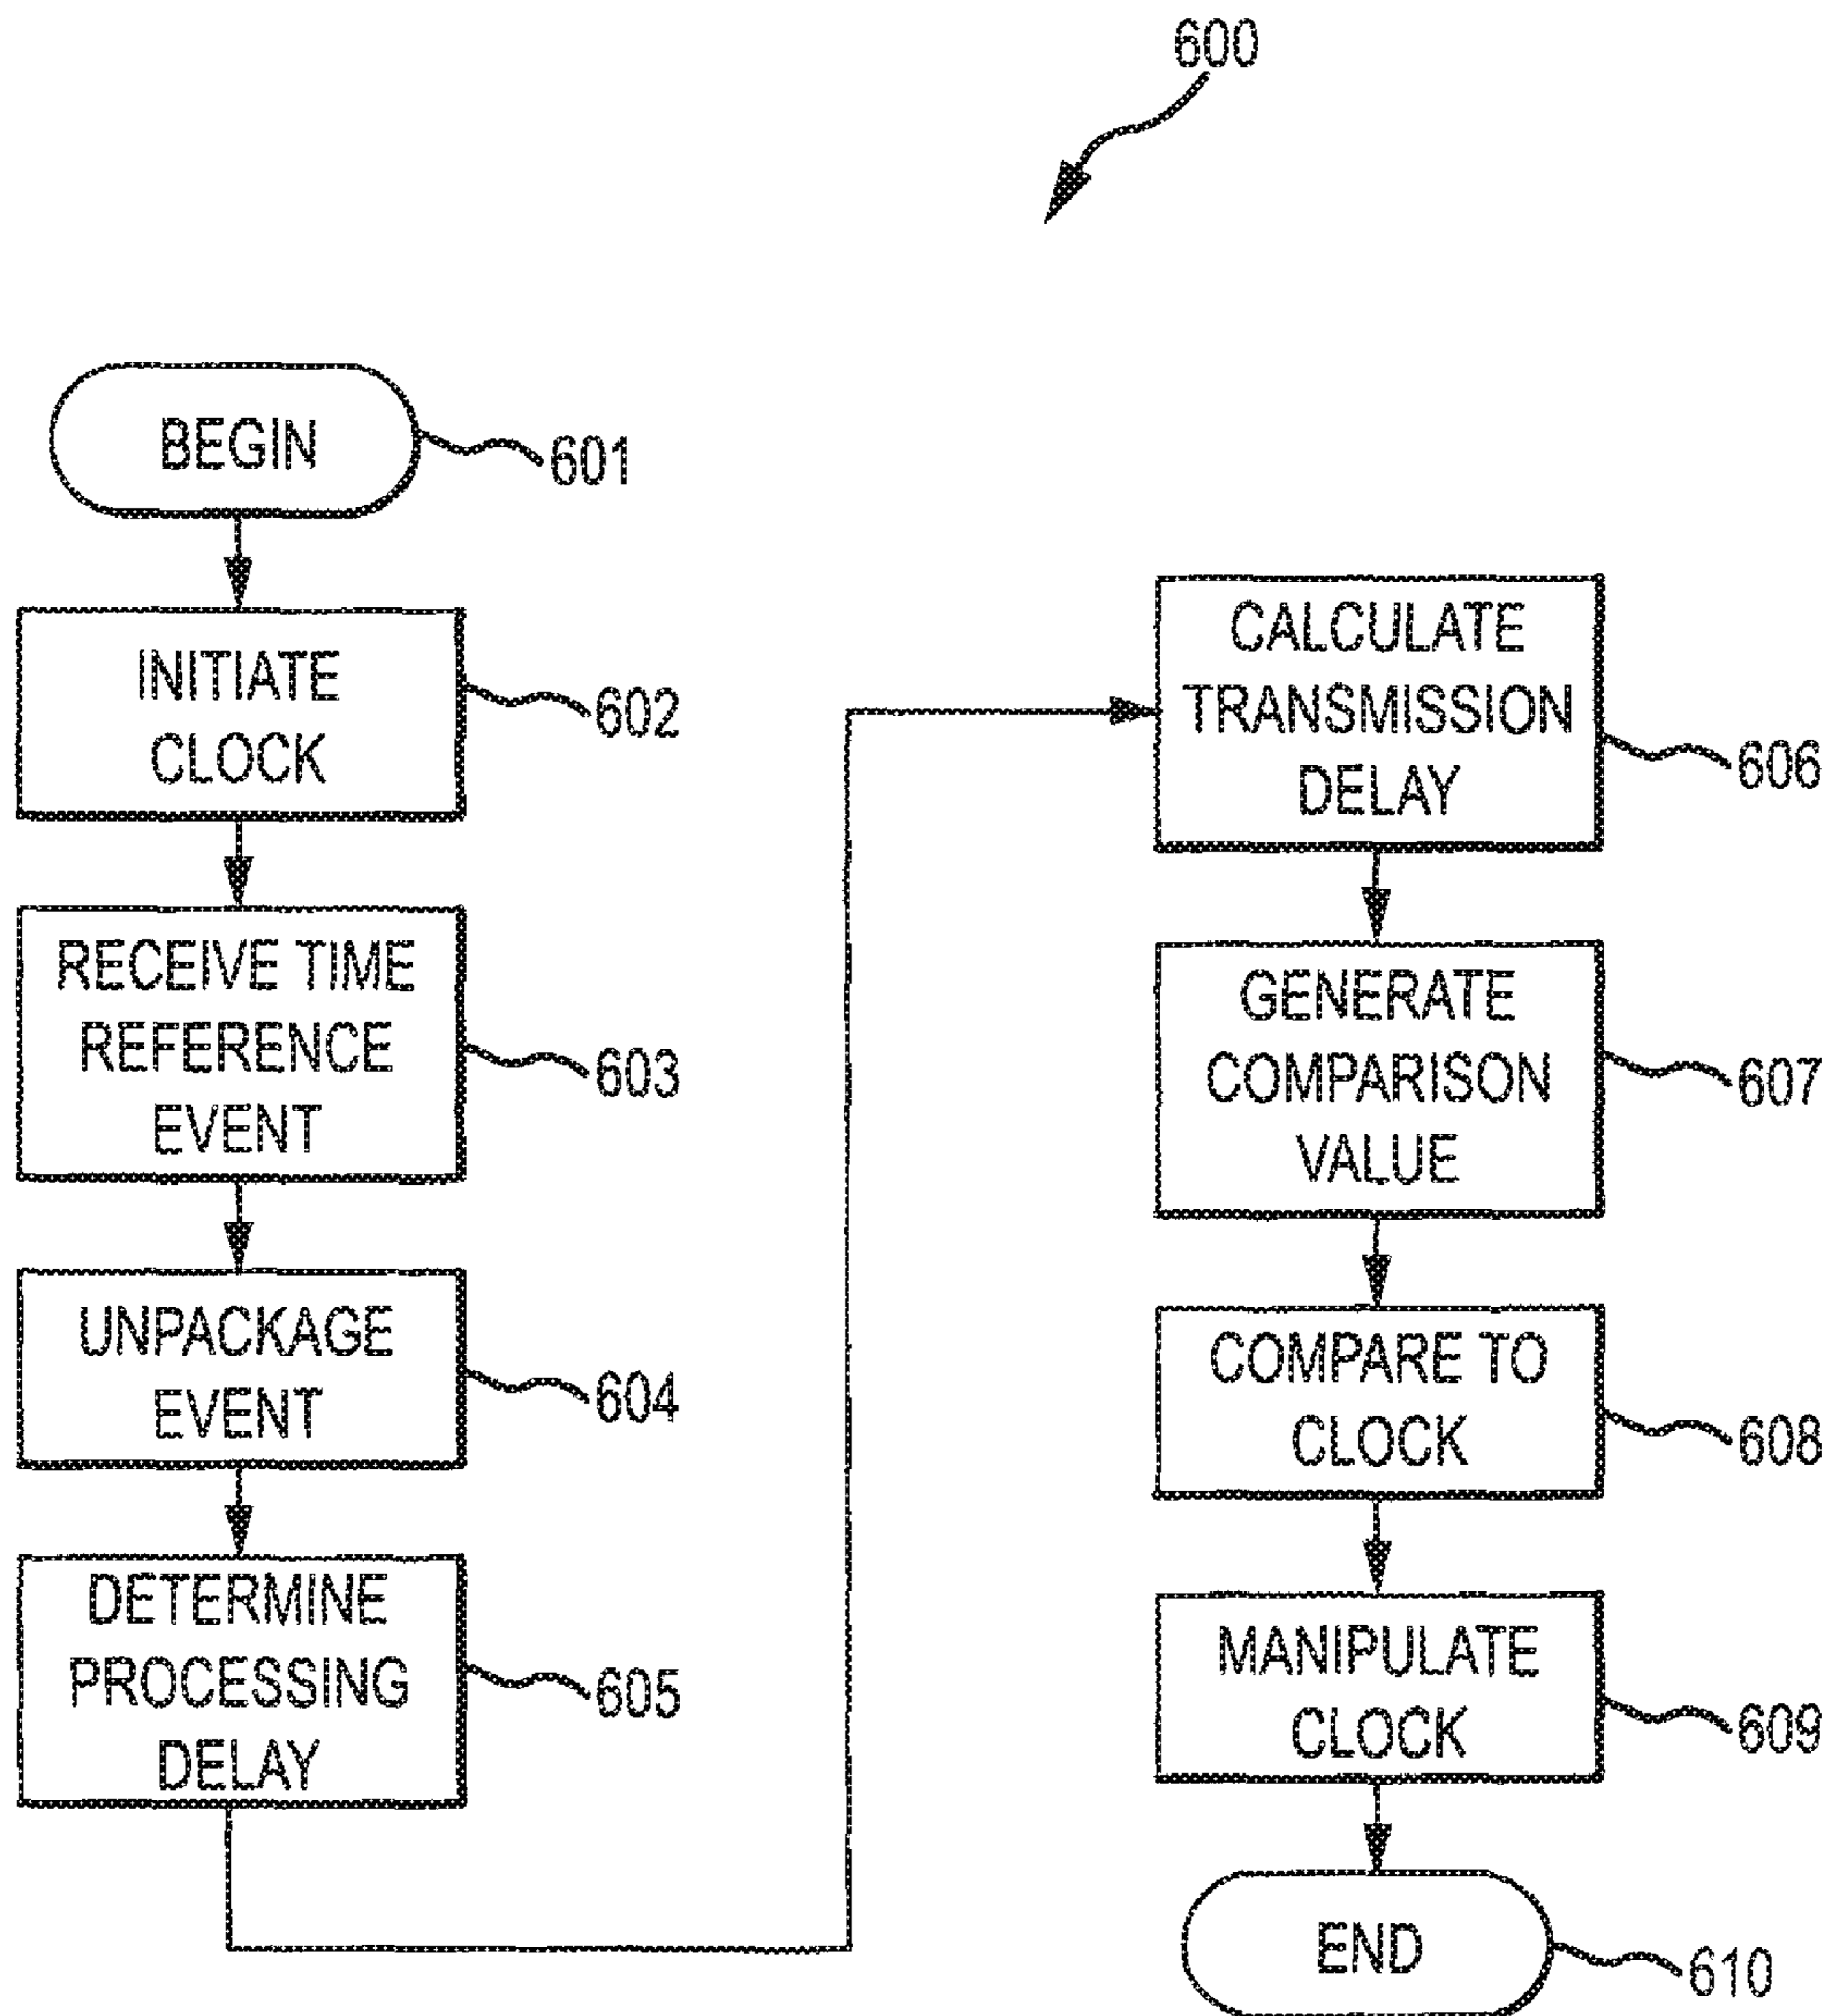 600
BEGIN
601
INITIATE
CLOCK
602
RECEIVE TIME
REFERENCE
EVENT
603
UNPACKAGE
EVENT
604
DETERMINE
PROCESSING
DELAY
605
CALCULATE
TRANSMISSION
DELAY
606
GENERATE
COMPARISON
VALUE
607
COMPARE TO
CLOCK
608
MANIPULATE
CLOCK
609
END
610